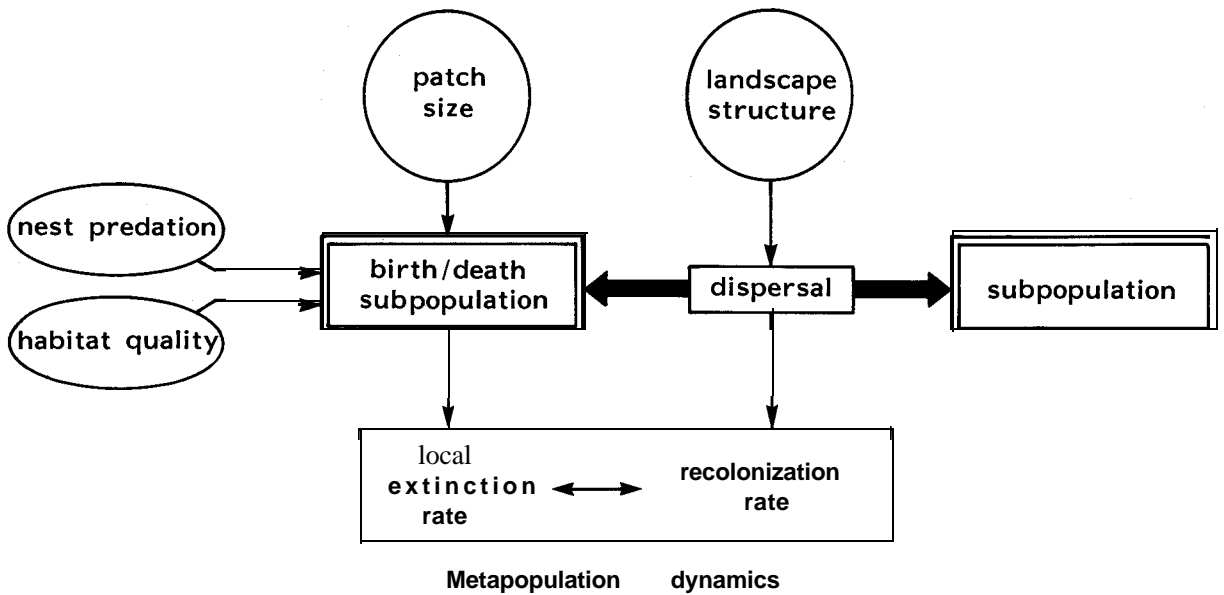 patch
size
landscape
structure
nest predation
habitat quality
birth/death
subpopulation
dispersal
subpopulation
local
extinction
rate
recolonization
rate
Metapopulation dynamics